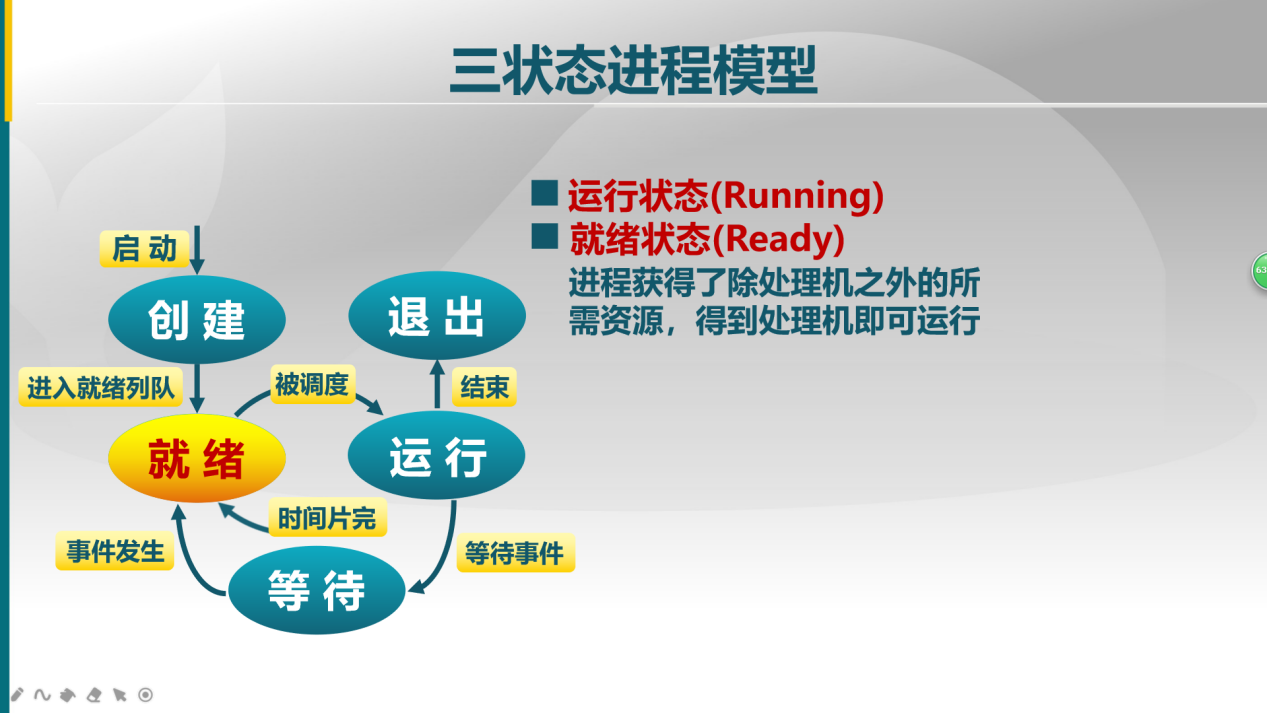 三状态进程模型
运行状态(Running)
就绪状态(Ready)
进程获得了除处理机之外的所
需资源，得到处理机即可运行
启 动
创 建
退 出
进入就绪列队
被调度
结束
就 绪
运 行
时间片完
事件发生
等待事件
等 待
63